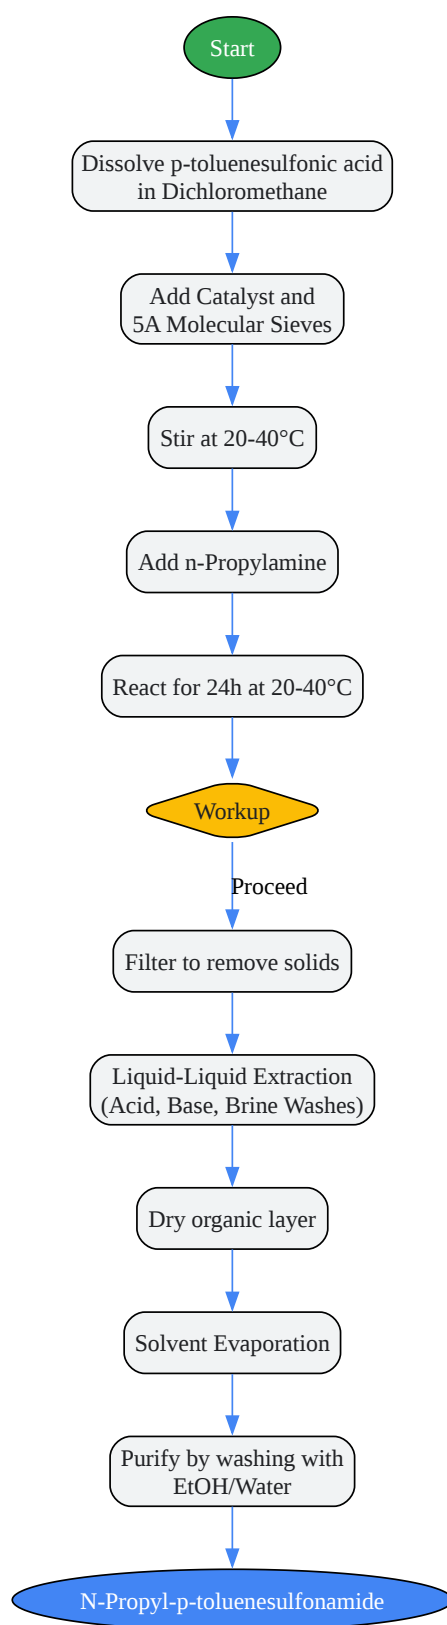 Start
Dissolve p-toluenesulfonic acid
in Dichloromethane
Add Catalyst and
5A Molecular Sieves
Stir at 20-40°C
Add n-Propylamine
React for 24h at 20-40°C
Workup
Proceed
Filter to remove solids
Liquid-Liquid Extraction
(Acid, Base, Brine Washes)
Dry organic layer
Solvent Evaporation
Purify by washing with
EtOH/Water
N-Propyl-p-toluenesulfonamide